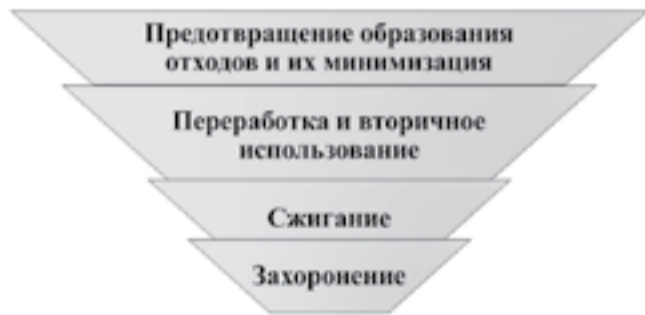 Предотвращение образования
отходов и их минимизация
Переработка и вторичное
использование
Сжигание
Захоронение